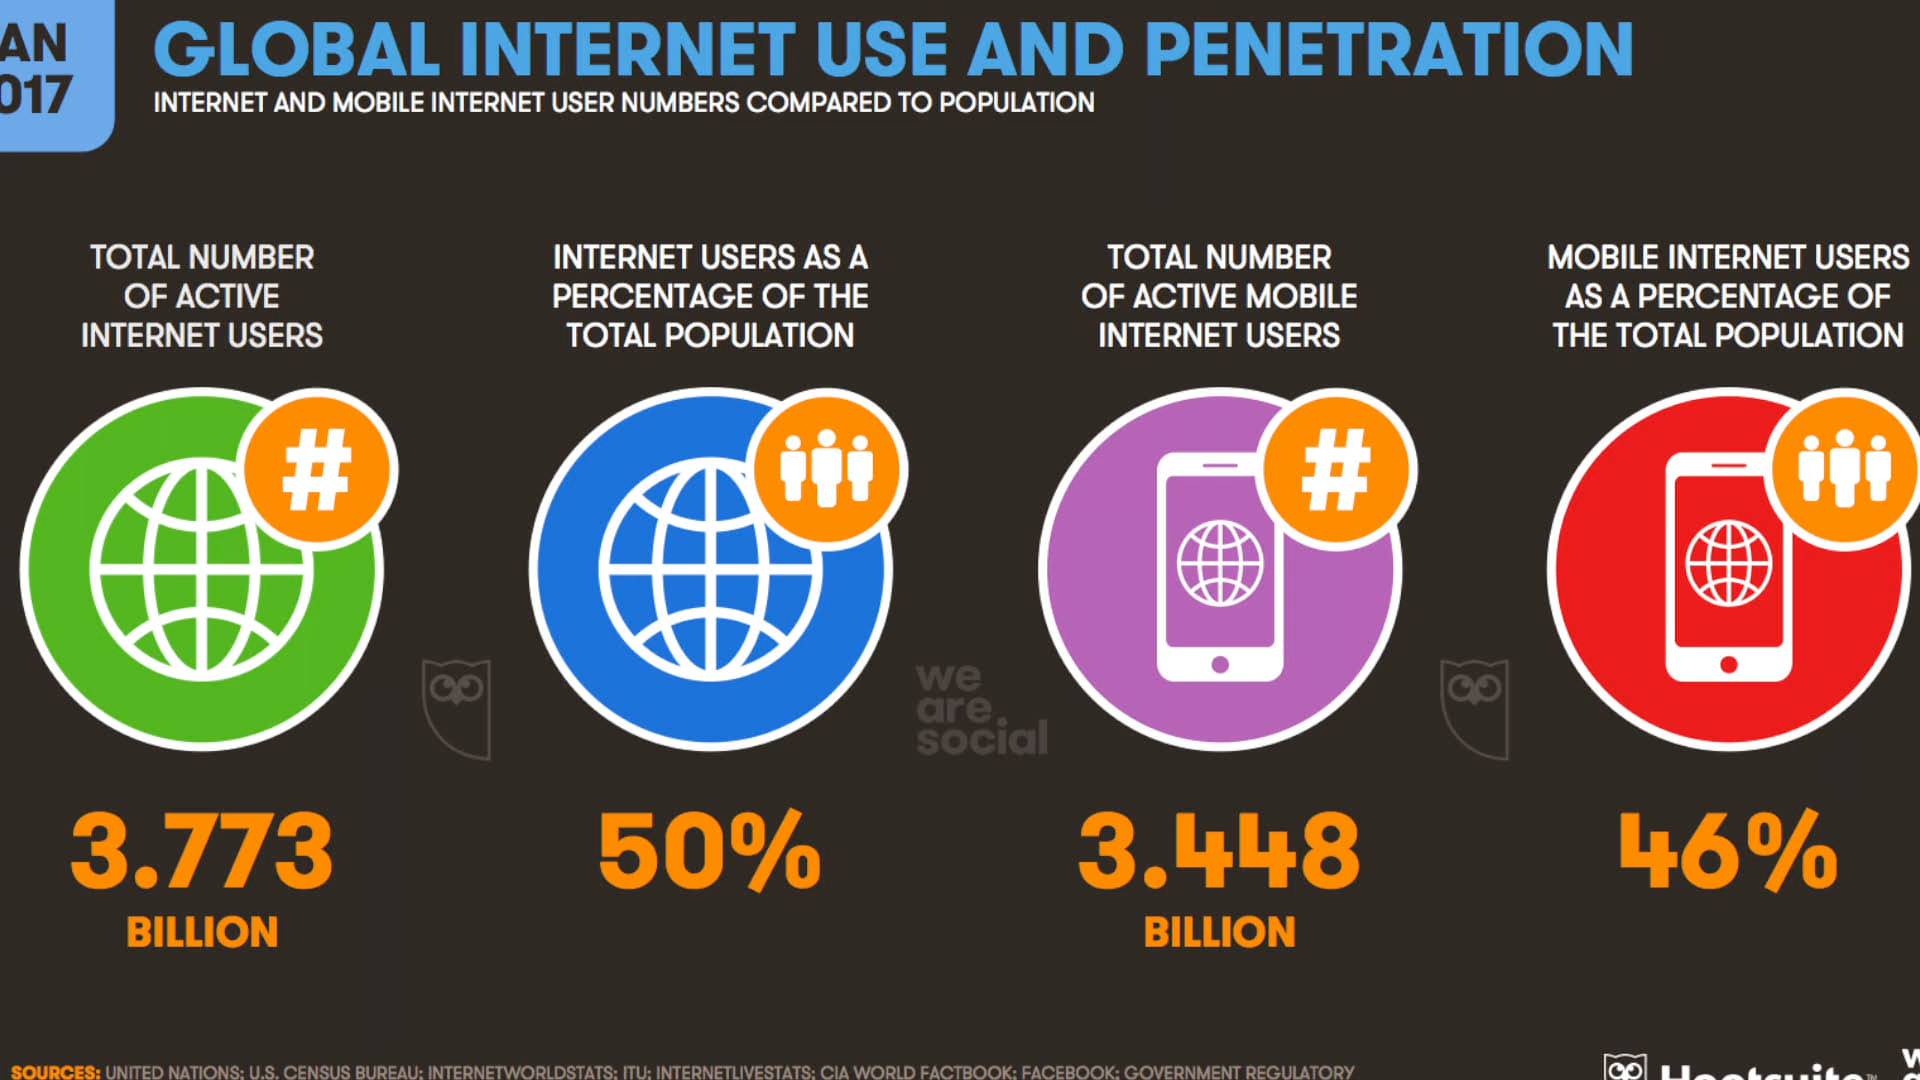 AN
017
GLOBAL INTERNET USE AND PENETRATION
INTERNET AND MOBILE INTERNET USER NUMBERS COMPARED TO POPULATION
TOTAL NUMBER
OF ACTIVE
INTERNET USERS
#
3.773
BILLION
INTERNET USERS AS A
PERCENTAGE OF THE
TOTAL POPULATION
50%
TOTAL NUMBER
OF ACTIVE MOBILE
INTERNET USERS
#
3.448
BILLION
MOBILE INTERNET USERS
AS A PERCENTAGE OF
THE TOTAL POPULATION
46%
we
are.
social
SOURCES: UNITED NATIONS; U.S. CENSUS BUREAU; INTERNETWORLDSTATS; ITU; INTERNETLIVESTATS; CIA WORLD FACTBOOK; FACEBOOK; GOVERNMENT REGULATORY
Hootsuite™